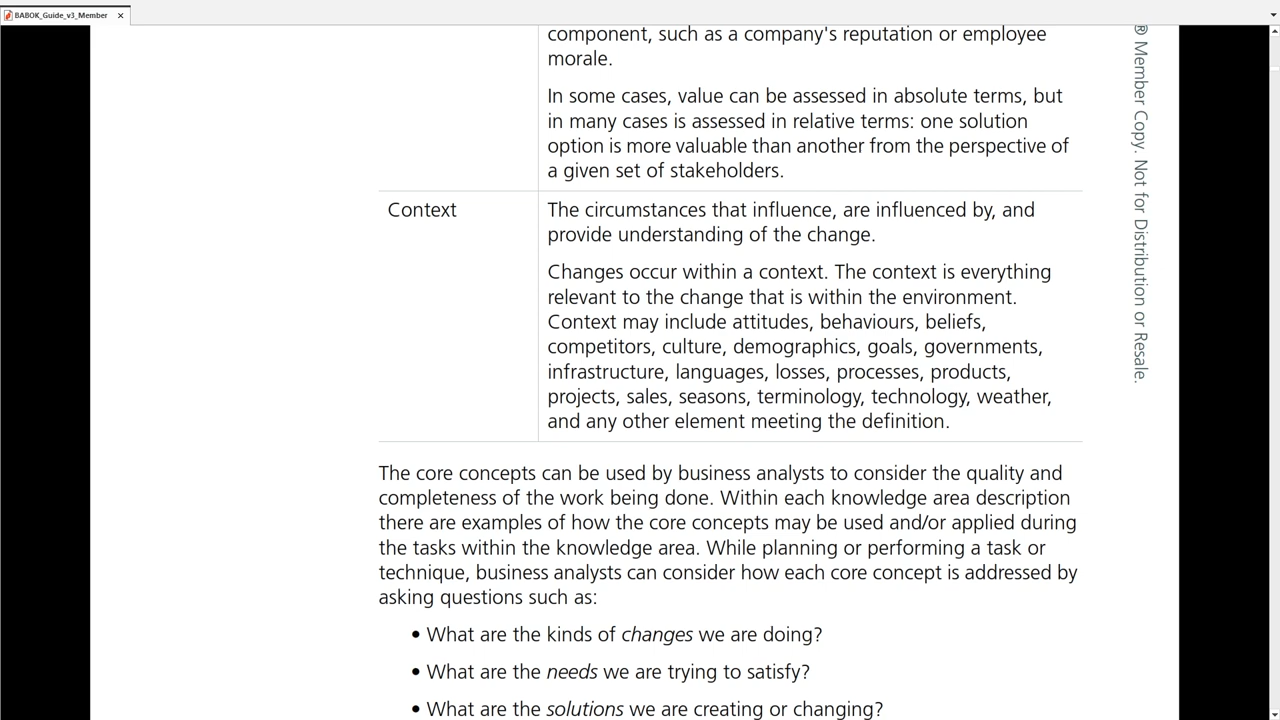 BABOK_Guide_v3_Member
component, such as a company's reputation or employee
morale.
In some cases, value can be assessed in absolute terms, but
in many cases is assessed in relative terms: one solution
option is more valuable than another from the perspective of
a given set of stakeholders.
Context
The circumstances that influence, are influenced by, and
provide understanding of the change.
Changes occur within a context. The context is everything
relevant to the change that is within the environment.
Context may include attitudes, behaviours, beliefs,
competitors, culture, demographics, goals, governments,
infrastructure, languages, losses, processes, products,
projects, sales, seasons, terminology, technology, weather,
and any other element meeting the definition.
The core concepts can be used by business analysts to consider the quality and
completeness of the work being done. Within each knowledge area description
there are examples of how the core concepts may be used and/or applied during
the tasks within the knowledge area. While planning or performing a task or
technique, business analysts can consider how each core concept is addressed by
asking questions such as:
• What are the kinds of changes we are doing?
• What are the needs we are trying to satisfy?
• What are the solutions we are creating or changing?
® Member Copy. Not for Distribution or Resale.